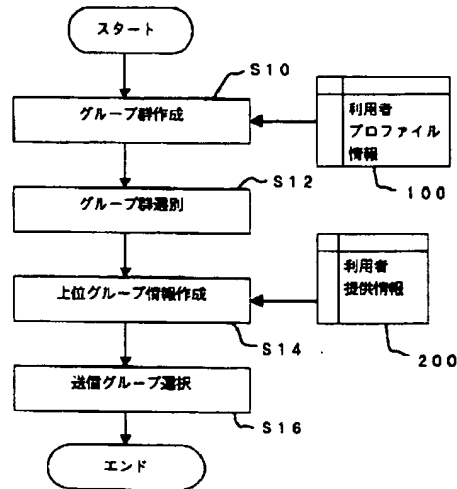 スタート
S10
グループ群作成
利用者
プロファイル
情報
100
S12
グループ群選別
上位グループ情報作成
利用者
提供情報
200
S14
送信グループ選択
S16
エンド